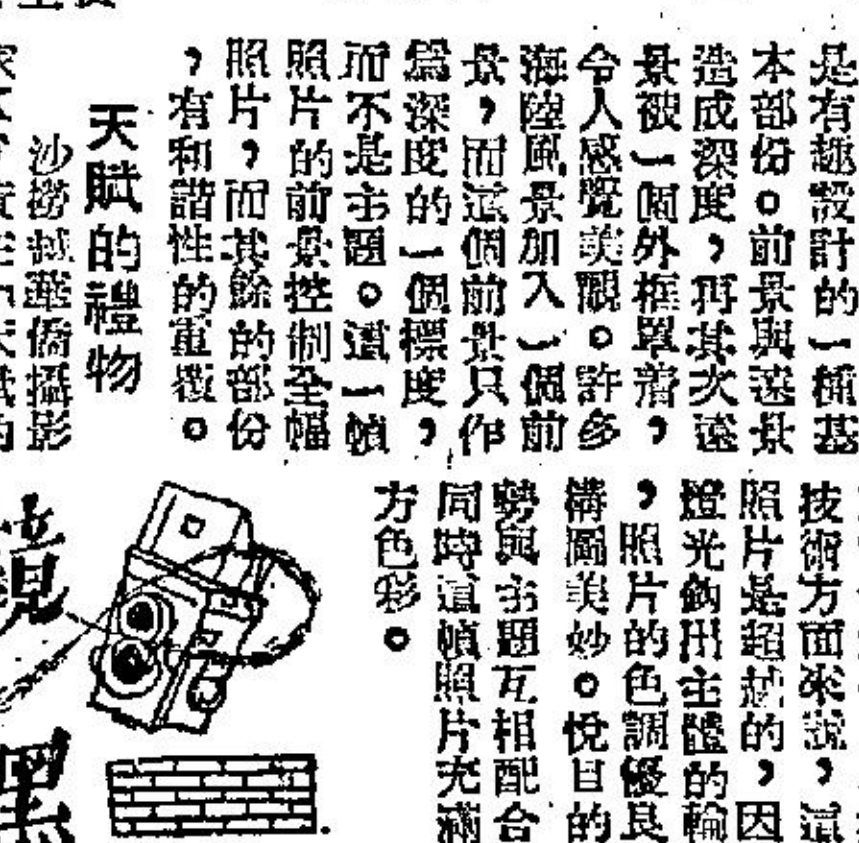 是有趣設計的一種基
本部份。前景與遠景
造成深度，再其次遠
景被一個外框罩着，
令人感覺美觀。許多
海陸風景加入一個前
景，而這個前景只作
爲深度的一個標度，
而不是主題。這一幀
照片的前景控制全幅
照片，而其餘的部份
，有和諧性的重複。
天賦的禮物
沙撈越華僑攝影
技術方面來說，這
照片是超越的，因
燈光鈎出主體的輪
，照片的色調優良
構圖美妙。悅目的
勢與主題互相配合
同時這幀照片充滿
方色彩。
鏡
黑